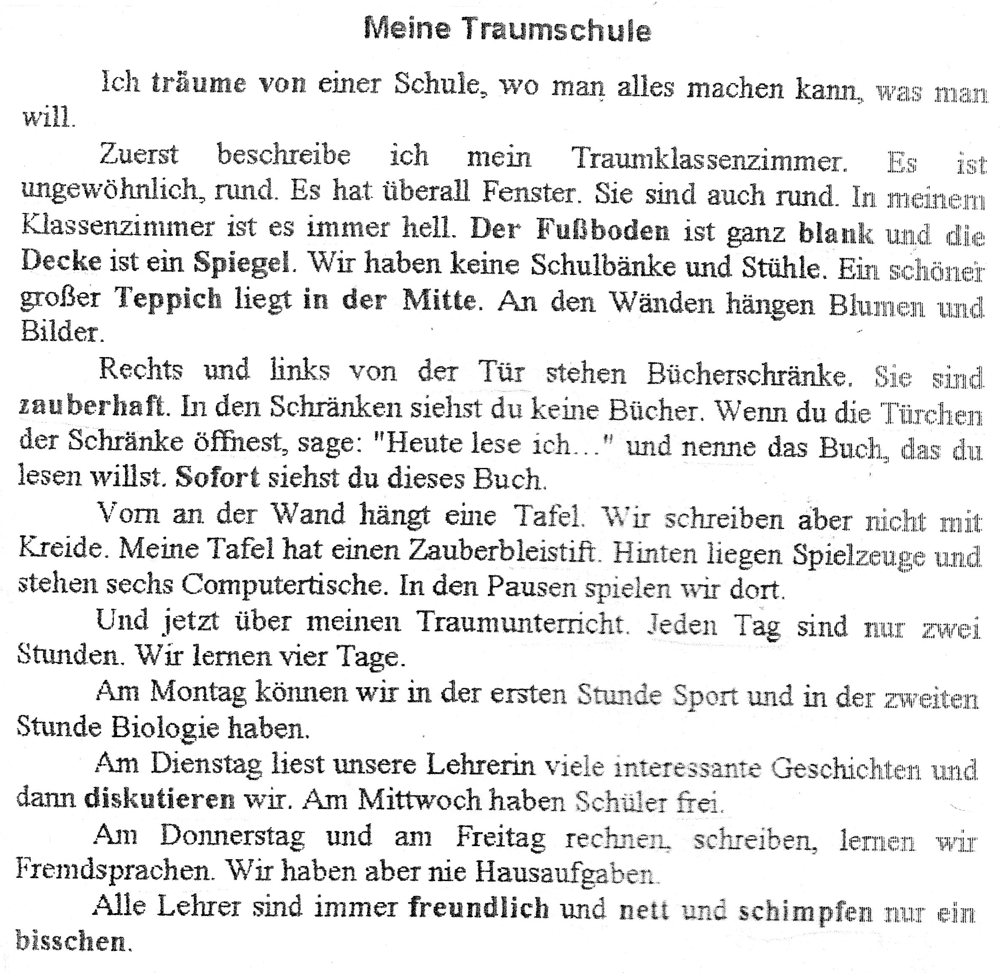 Meine Traumschule
Ich träume von einer Schule, wo man alles machen kann, was man
will.
Zuerst beschreibe ich mein Traumklassenzimmer. Es ist
ungewöhnlich, rund. Es hat überall Fenster. Sie sind auch rund. In meinem
Klassenzimmer ist es immer hell. Der Fußboden ist ganz blank und die
Decke ist ein Spiegel. Wir haben keine Schulbänke und Stühle. Ein schöner
großer Teppich liegt in der Mitte. An den Wänden hängen Blumen und
Bilder.
Rechts und links von der Tür stehen Bücherschränke. Sie sind
zauberhaft. In den Schränken siehst du keine Bücher. Wenn du die Türchen
der Schränke öffnest, sage: "Heute lese ich..." und nenne das Buch, das du
lesen willst. Sofort siehst du dieses Buch.
Vorn an der Wand hängt eine Tafel. Wir schreiben aber nicht mit
Kreide. Meine Tafel hat einen Zauberbleistift. Hinten liegen Spielzeuge und
stehen sechs Computertische. In den Pausen spielen wir dort.
Und jetzt über meinen Traumunterricht. Jeden Tag sind nur zwei
Stunden. Wir lernen vier Tage.
Am Montag können wir in der ersten Stunde Sport und in der zweiten
Stunde Biologie haben.
Am Dienstag liest unsere Lehrerin viele interessante Geschichten und
dann diskutieren wir. Am Mittwoch haben Schüler frei.
Am Donnerstag und am Freitag rechnen, schreiben, lernen wir
Fremdsprachen. Wir haben aber nie Hausaufgaben.
Alle Lehrer sind immer freundlich und nett und schimpfen nur ein
bisschen.